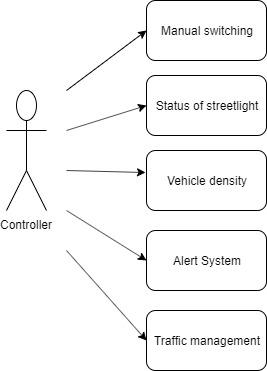 Manual switching
Status of streetlight
Vehicle density
Controller
Alert System
Traffic management